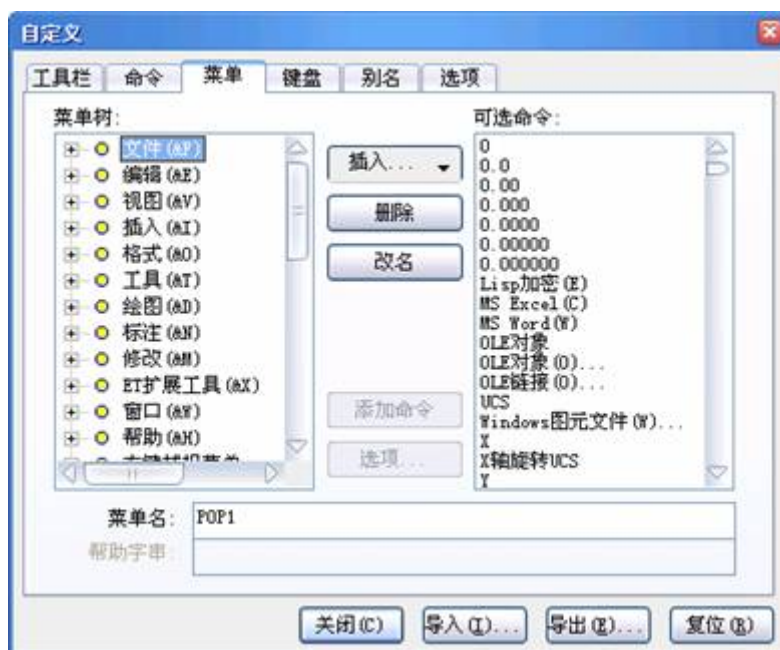 自定义
工具栏 命令 菜单 键盘 别名 选项
菜单树:
文件(&F)
编辑(&E)
视图(&V)
插入(&I)
格式(&O)
工具(&T)
绘图(&D)
标注(&N)
修改(&M)
ET扩展工具(&X)
窗口(&W)
帮助(&H)
插入...
删除
改名
添加命令
选项...
可选命令:
0
0.0
0.00
0.000
0.0000
0.00000
0.000000
Lisp加密(E)
MS Excel(C)
MS Word(W)
OLE对象
OLE对象(O)...
OLE链接(O)...
UCS
Windows图元文件(W)...
X
X轴旋转UCS
Y
菜单名: POP1
帮助字串:
关闭(C) 导入(I)... 导出(E)... 复位(R)